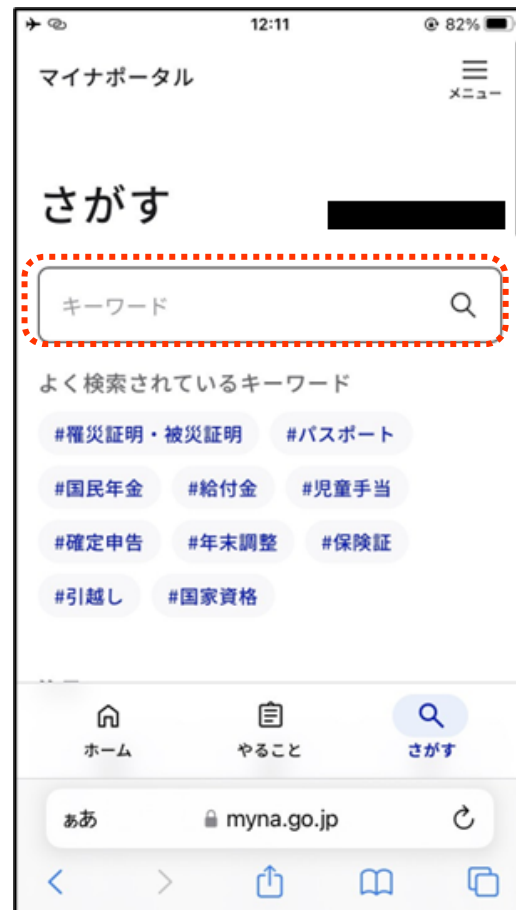 12:11
82%
マイナポータル
メニュー
さがす
キーワード
よく検索されているキーワード
#罹災証明・被災証明 #パスポート
#国民年金 #給付金 #児童手当
#確定申告 #年末調整 #保険証
#引越し #国家資格
ホーム やること さがす
ぁあ myna.go.jp